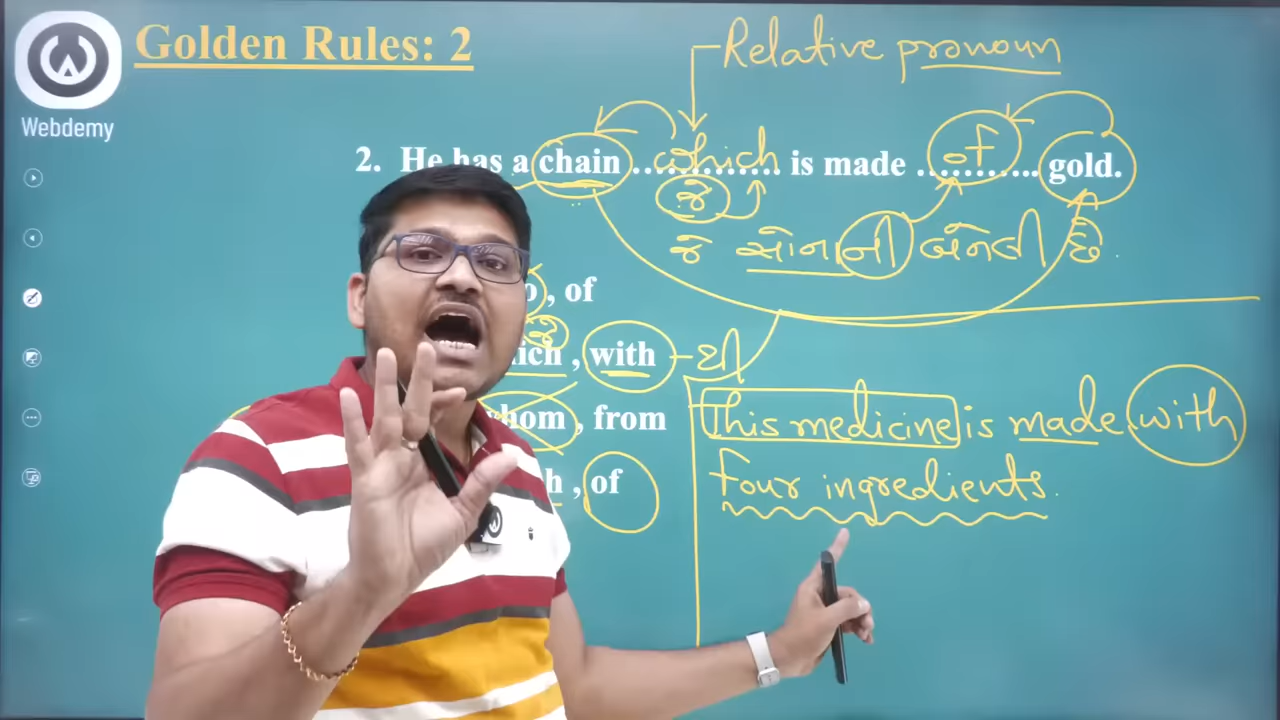 Golden Rules: 2
Webdemy
Relative pronoun
2. He has a chain ............. which is made ........... of gold.
જે
જે સોનાની બનેલી છે.
, of
જે
, with - થી
whom , from
, of
This medicine is made with
four ingredients.